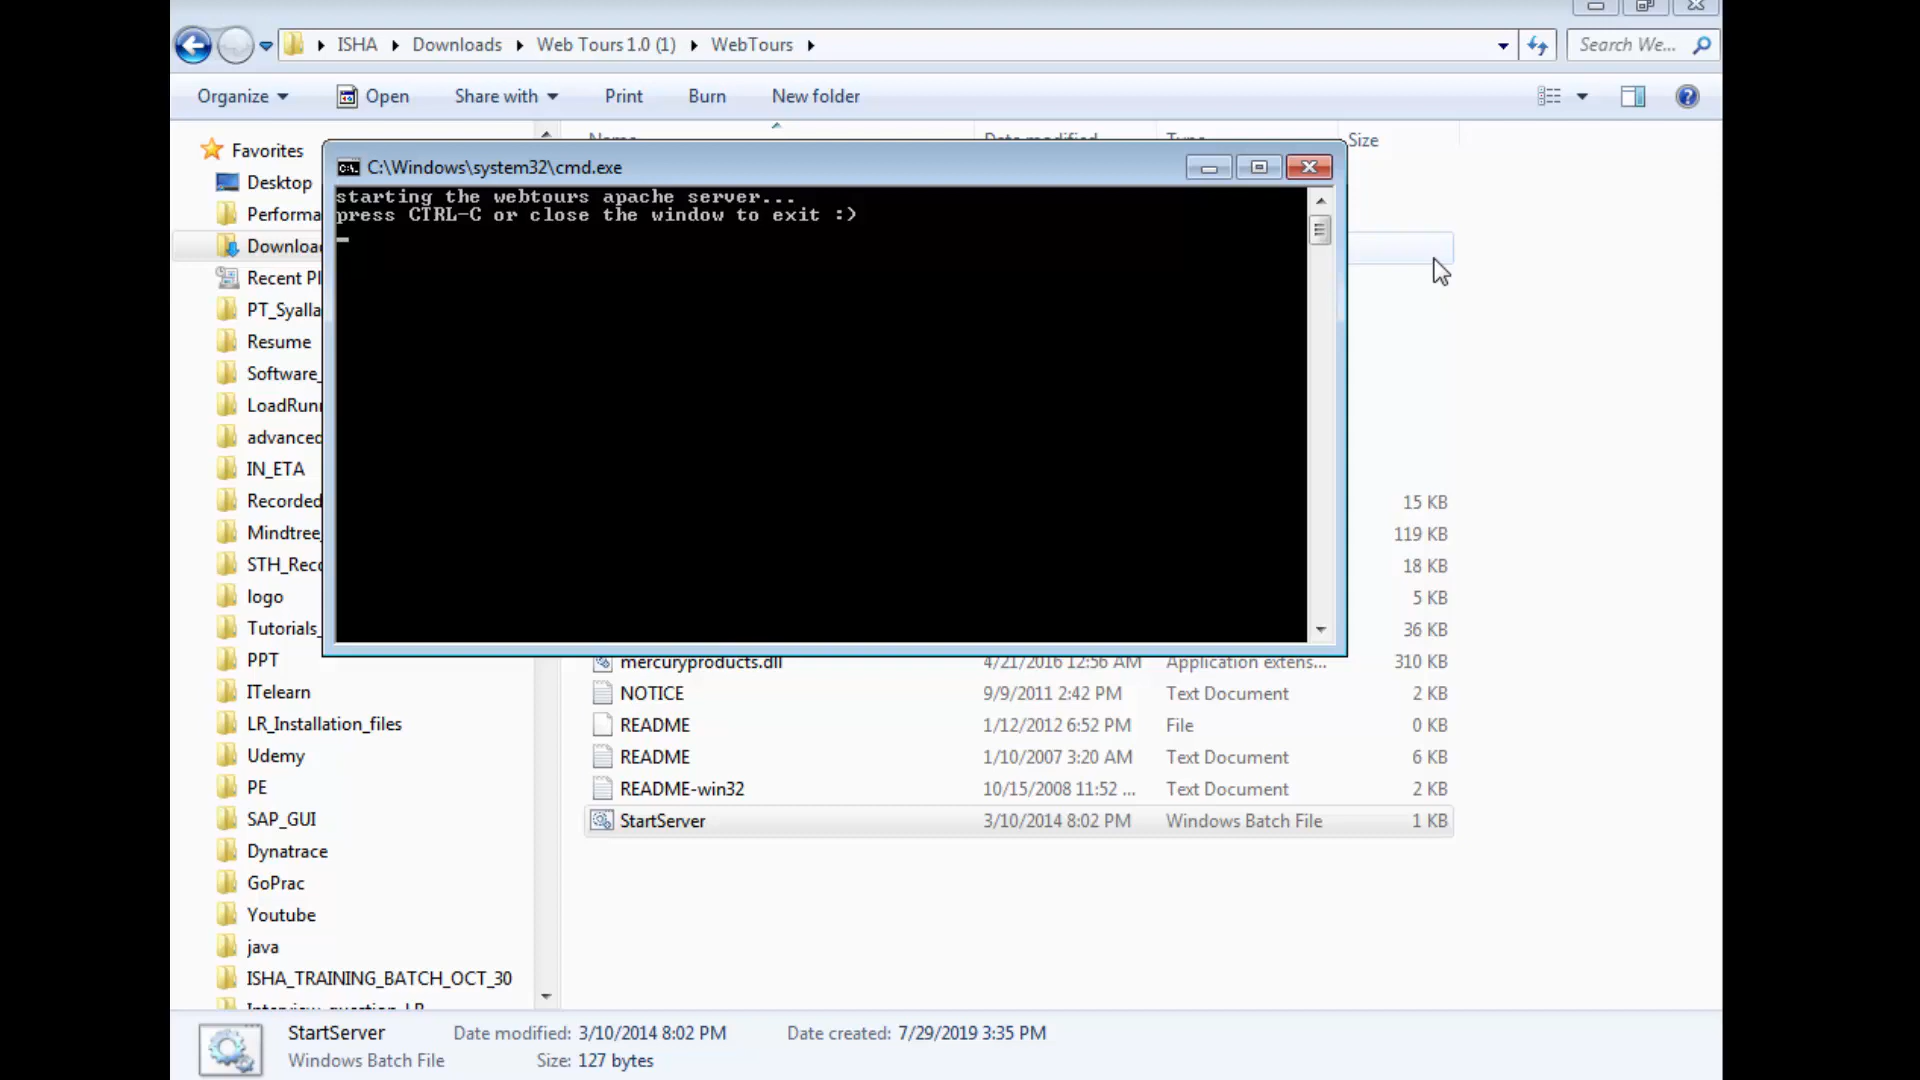 ISHA Downloads Web Tours 1.0 (1) WebTours Search We...
Organize Open Share with Print Burn New folder
Size
Favorites
Desktop
Performa
Downloa
Recent Pl
PT_Sylla
Resume
Software_
LoadRun
advanced
IN_ETA
Recorded
Mindtree_
STH_Rec
logo
Tutorials_
PPT
ITelearn
LR_Installation_files
Udemy
PE
SAP_GUI
Dynatrace
GoPrac
Youtube
java
ISHA_TRAINING_BATCH_OCT_30
C:\Windows\system32\cmd.exe
starting the webtours apache server...
press CTRL-C or close the window to exit :)
15 KB
119 KB
18 KB
5 KB
36 KB
mercuryproducts.dll 4/21/2016 12:56 AM Application extens... 310 KB
NOTICE 9/9/2011 2:42 PM Text Document 2 KB
README 1/12/2012 6:52 PM File 0 KB
README 1/10/2007 3:20 AM Text Document 6 KB
README-win32 10/15/2008 11:52 ... Text Document 2 KB
StartServer 3/10/2014 8:02 PM Windows Batch File 1 KB
StartServer Date modified: 3/10/2014 8:02 PM Date created: 7/29/2019 3:35 PM
Windows Batch File Size: 127 bytes